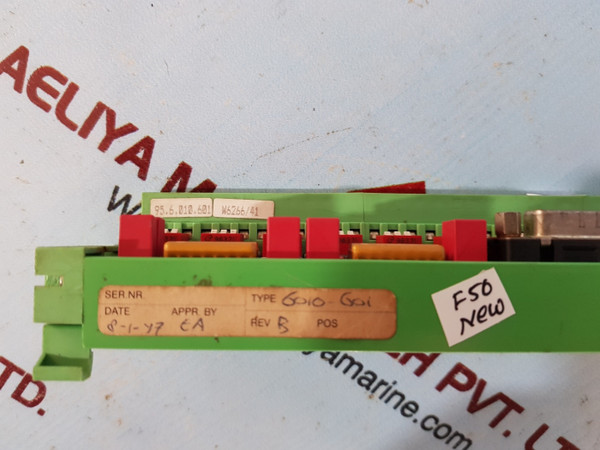 AELIYA M
95.6.010.601 W6266/41
SER.NR.
TYPE 6010-601
DATE 8-1-97
APPR. BY EA
REV B
POS
F50
New
LTD.
yamarine.com
PVT. LT